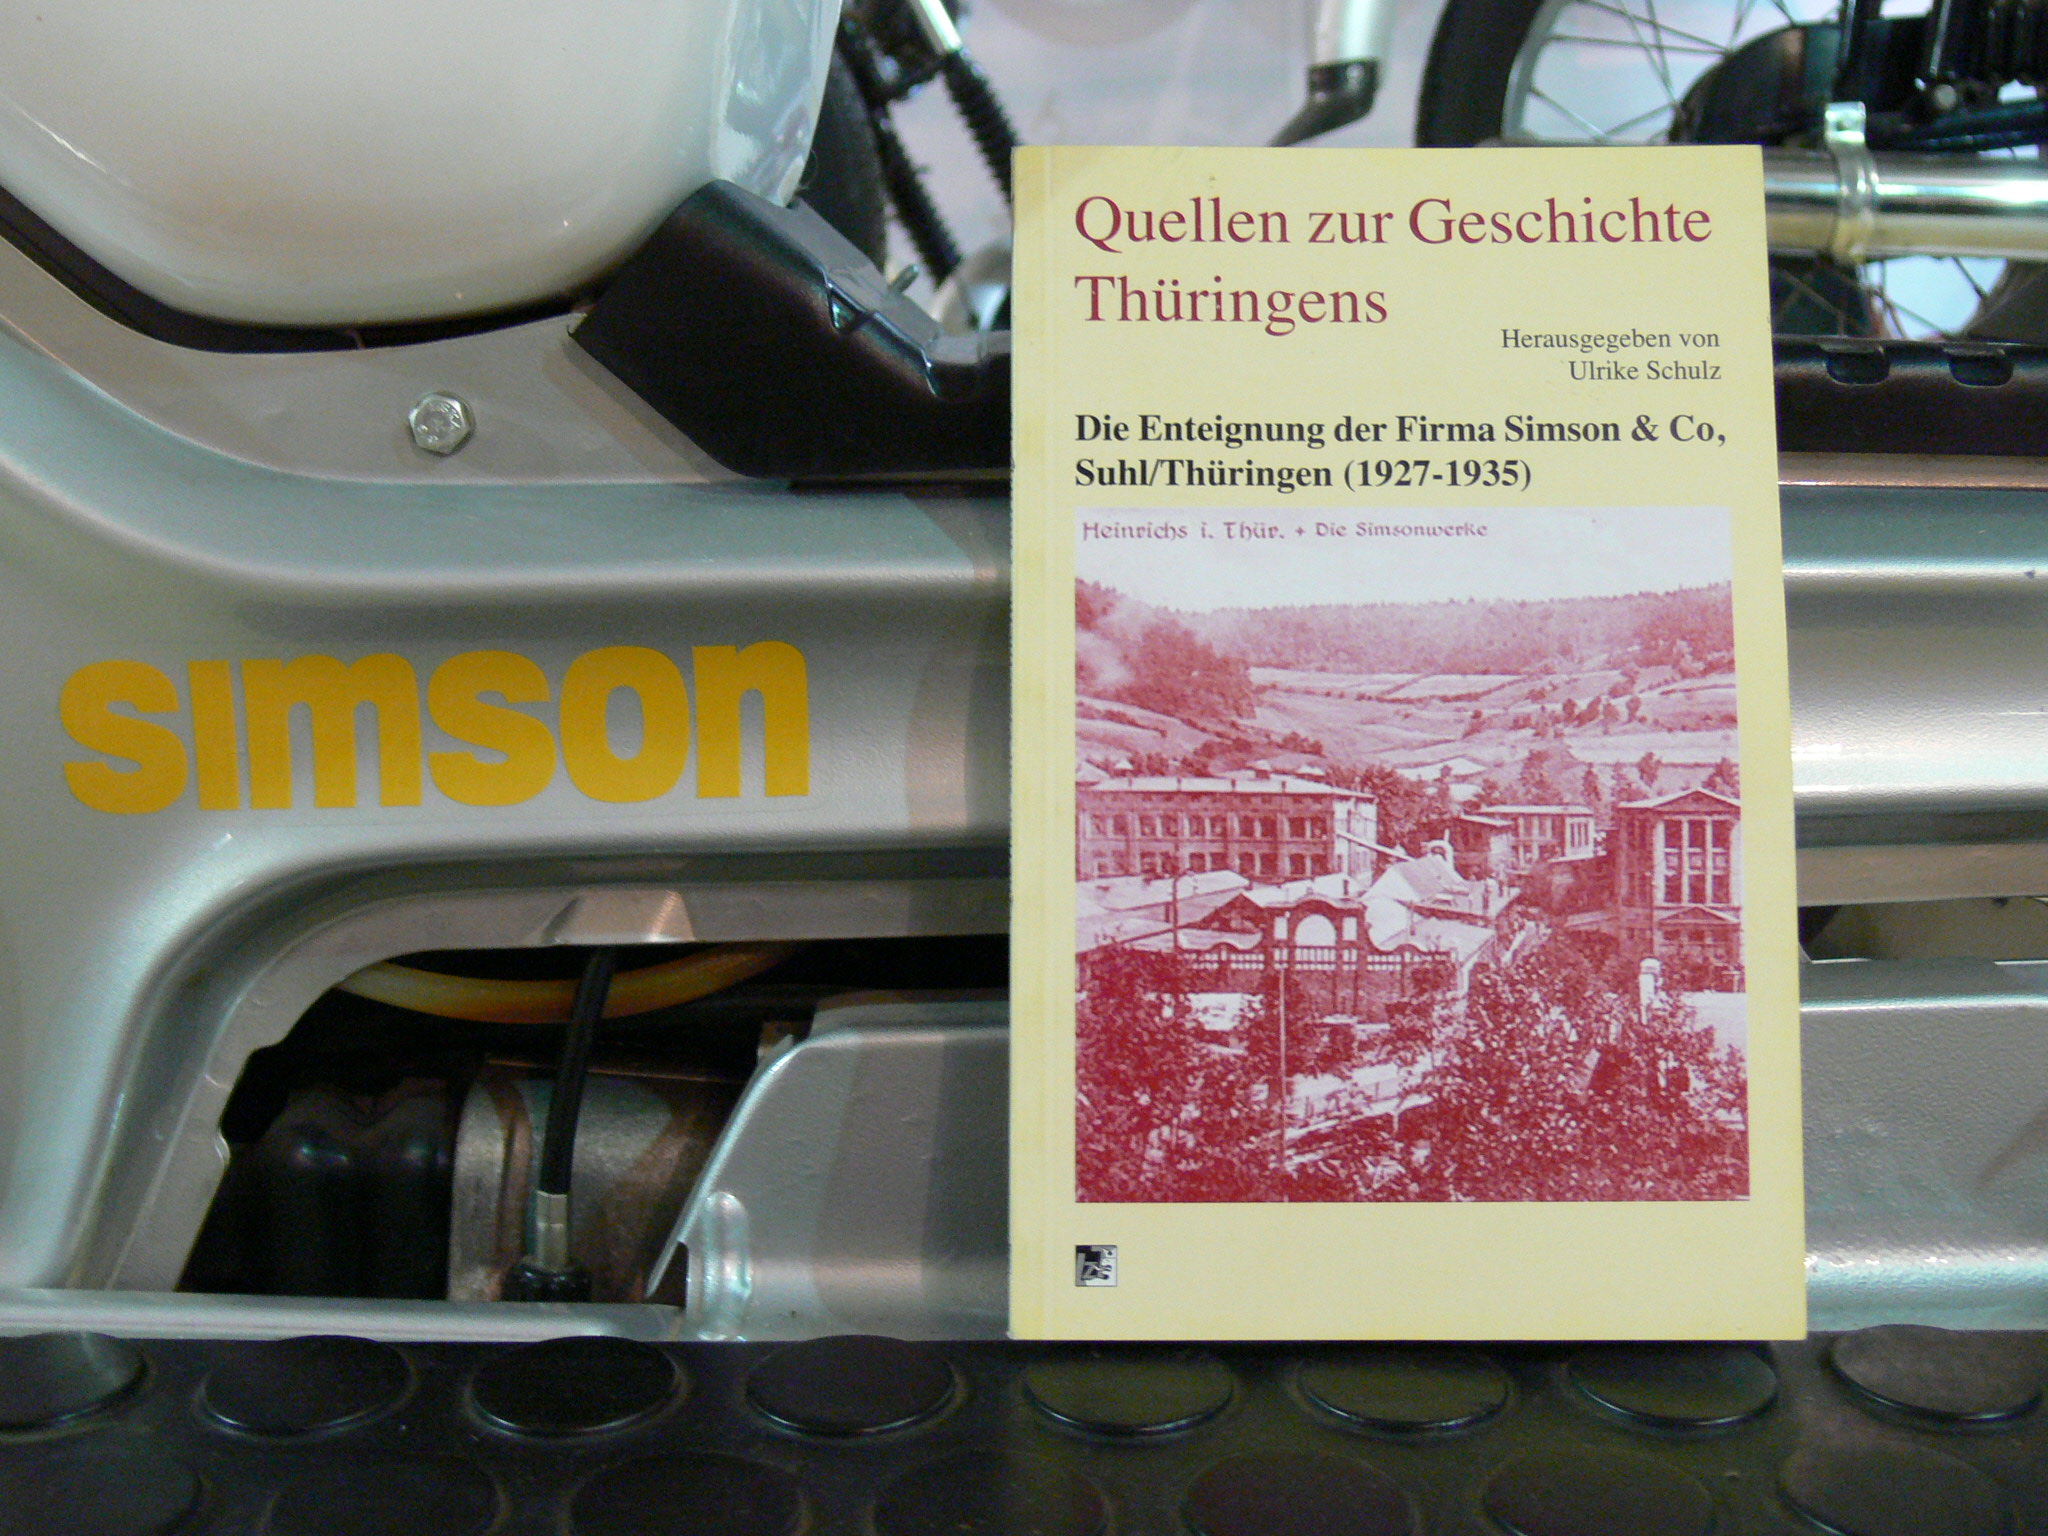 simson
Quellen zur Geschichte
Thüringens
Herausgegeben von
Ulrike Schulz
Die Enteignung der Firma Simson & Co,
Suhl/Thüringen (1927-1935)
Heinrichs i. Thür. + Die Simsonwerke